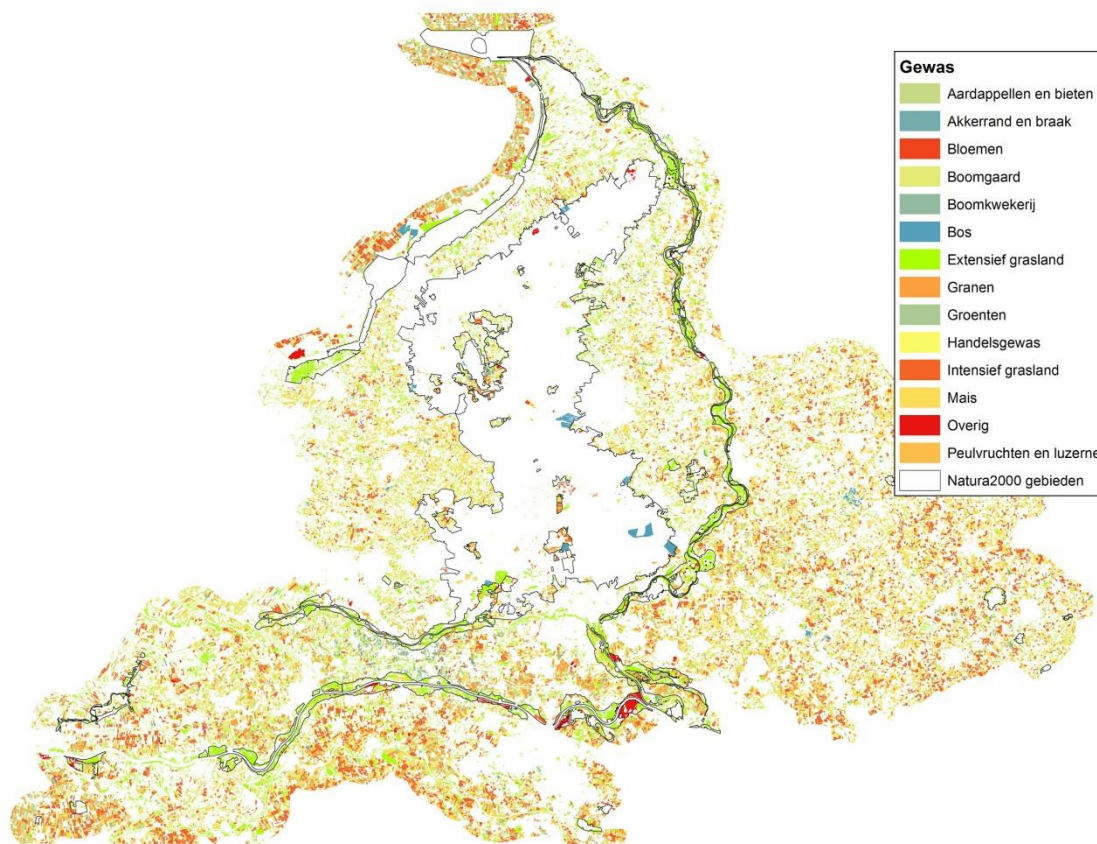 Gewas
Aardappellen en bieten
Akkerrand en braak
Bloemen
Boomgaard
Boomkwekerij
Bos
Extensief grasland
Granen
Groenten
Handelsgewas
Intensief grasland
Mais
Overig
Peulvruchten en luzerne
Natura2000 gebieden